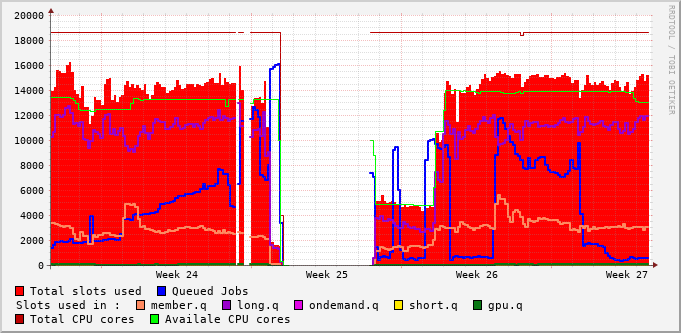 20000
18000
16000
14000
12000
10000
8000
6000
4000
2000
0
Week 24 Week 25 Week 26 Week 27
RRDTOOL / TOBI OETIKER
Total slots used Queued Jobs
Slots used in : member.q long.q ondemand.q short.q gpu.q
Total CPU cores Availale CPU cores